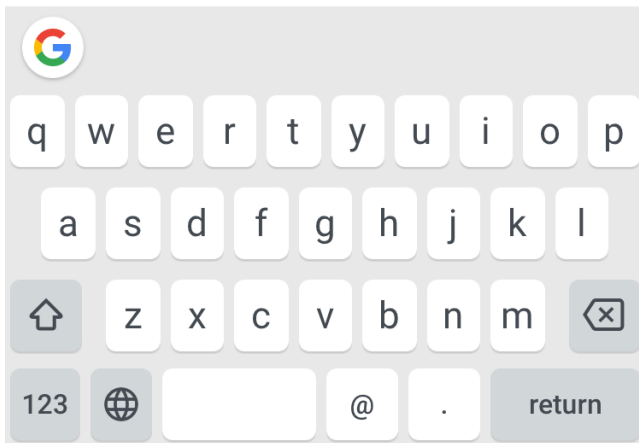 G
q w e r t y u i o p
a s d f g h j k l
z x c v b n m
123 @ . return